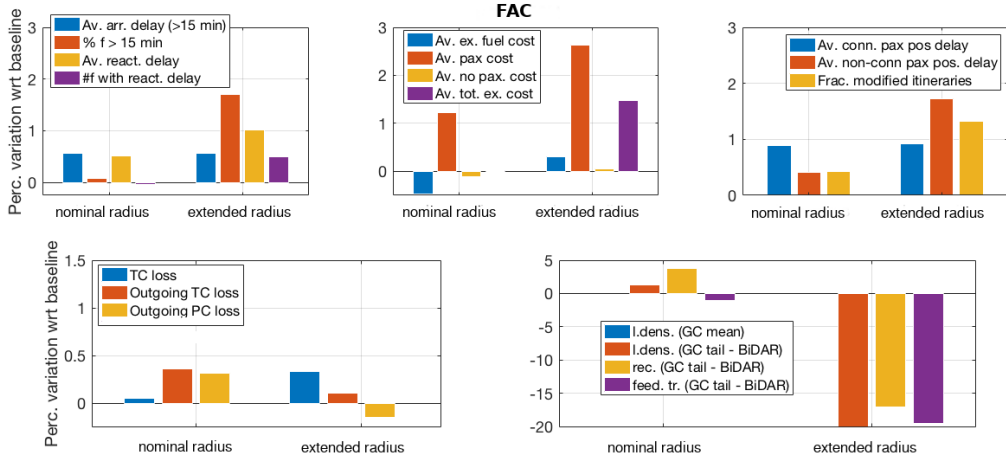 FAC
Perc. variation wrt baseline
3
2
1
0
Av. arr. delay (>15 min)
% f > 15 min
Av. react. delay
#f with react. delay
nominal radius
extended radius
3
2
1
0
Av. ex. fuel cost
Av. pax cost
Av. no pax. cost
Av. tot. ex. cost
nominal radius
extended radius
3
2
1
0
Av. conn. pax pos delay
Av. non-conn pax pos. delay
Frac. modified itineraries
nominal radius
extended radius
Perc. variation wrt baseline
1.5
1
0.5
0
TC loss
Outgoing TC loss
Outgoing PC loss
nominal radius
extended radius
5
0
-5
-10
-15
-20
l.dens. (GC mean)
l.dens. (GC tail - BiDAR)
rec. (GC tail - BiDAR)
feed. tr. (GC tail - BiDAR)
nominal radius
extended radius